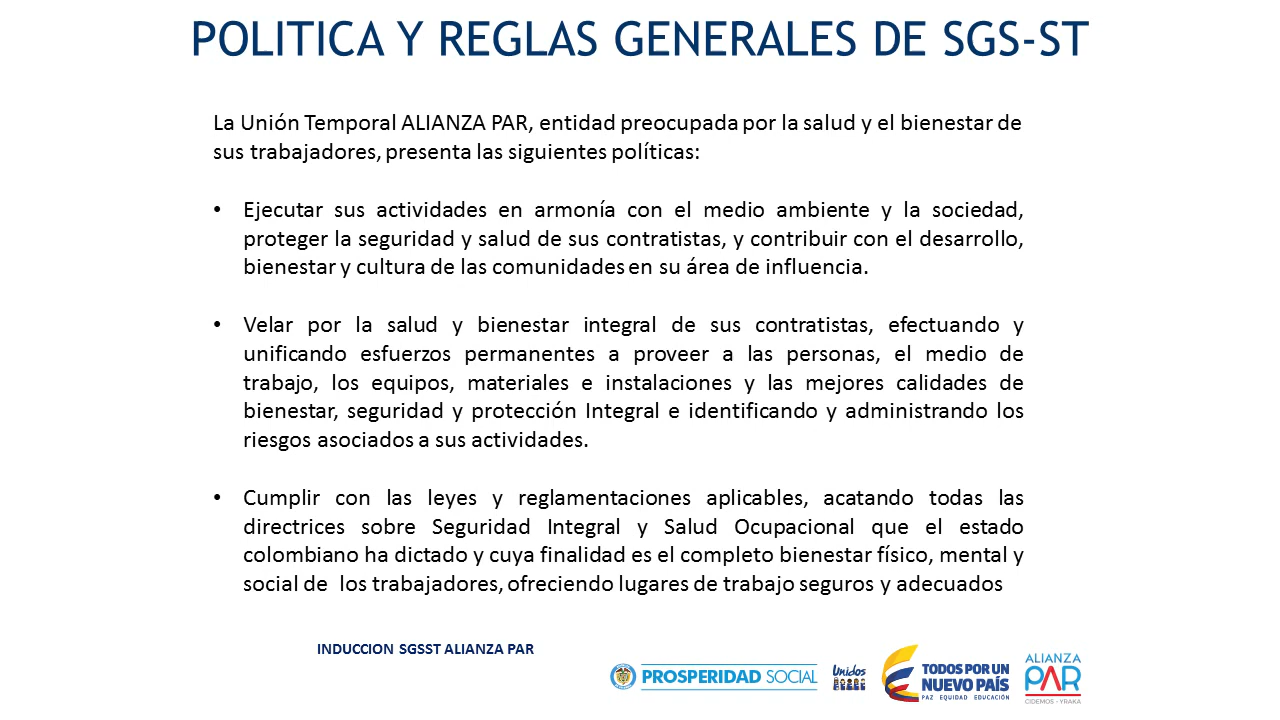 POLITICA Y REGLAS GENERALES DE SGS-ST
La Unión Temporal ALIANZA PAR, entidad preocupada por la salud y el bienestar de
sus trabajadores, presenta las siguientes políticas:
• Ejecutar sus actividades en armonía con el medio ambiente y la sociedad,
proteger la seguridad y salud de sus contratistas, y contribuir con el desarrollo,
bienestar y cultura de las comunidades en su área de influencia.
• Velar por la salud y bienestar integral de sus contratistas, efectuando y
unificando esfuerzos permanentes a proveer a las personas, el medio de
trabajo, los equipos, materiales e instalaciones y las mejores calidades de
bienestar, seguridad y protección Integral e identificando y administrando los
riesgos asociados a sus actividades.
• Cumplir con las leyes y reglamentaciones aplicables, acatando todas las
directrices sobre Seguridad Integral y Salud Ocupacional que el estado
colombiano ha dictado y cuya finalidad es el completo bienestar físico, mental y
social de los trabajadores, ofreciendo lugares de trabajo seguros y adecuados
INDUCCION SGSST ALIANZA PAR
PROSPERIDAD SOCIAL
Unidos
TODOS POR UN
NUEVO PAÍS
PAZ EQUIDAD EDUCACIÓN
ALIANZA
PAR
CIDEMOS - YRAKA